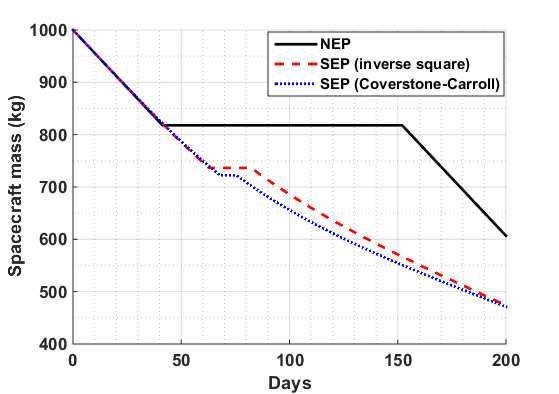 1000
900
800
700
600
500
400
0
50
100
150
200
Spacecraft mass (kg)
Days
NEP
SEP (inverse square)
SEP (Coverstone-Carroll)